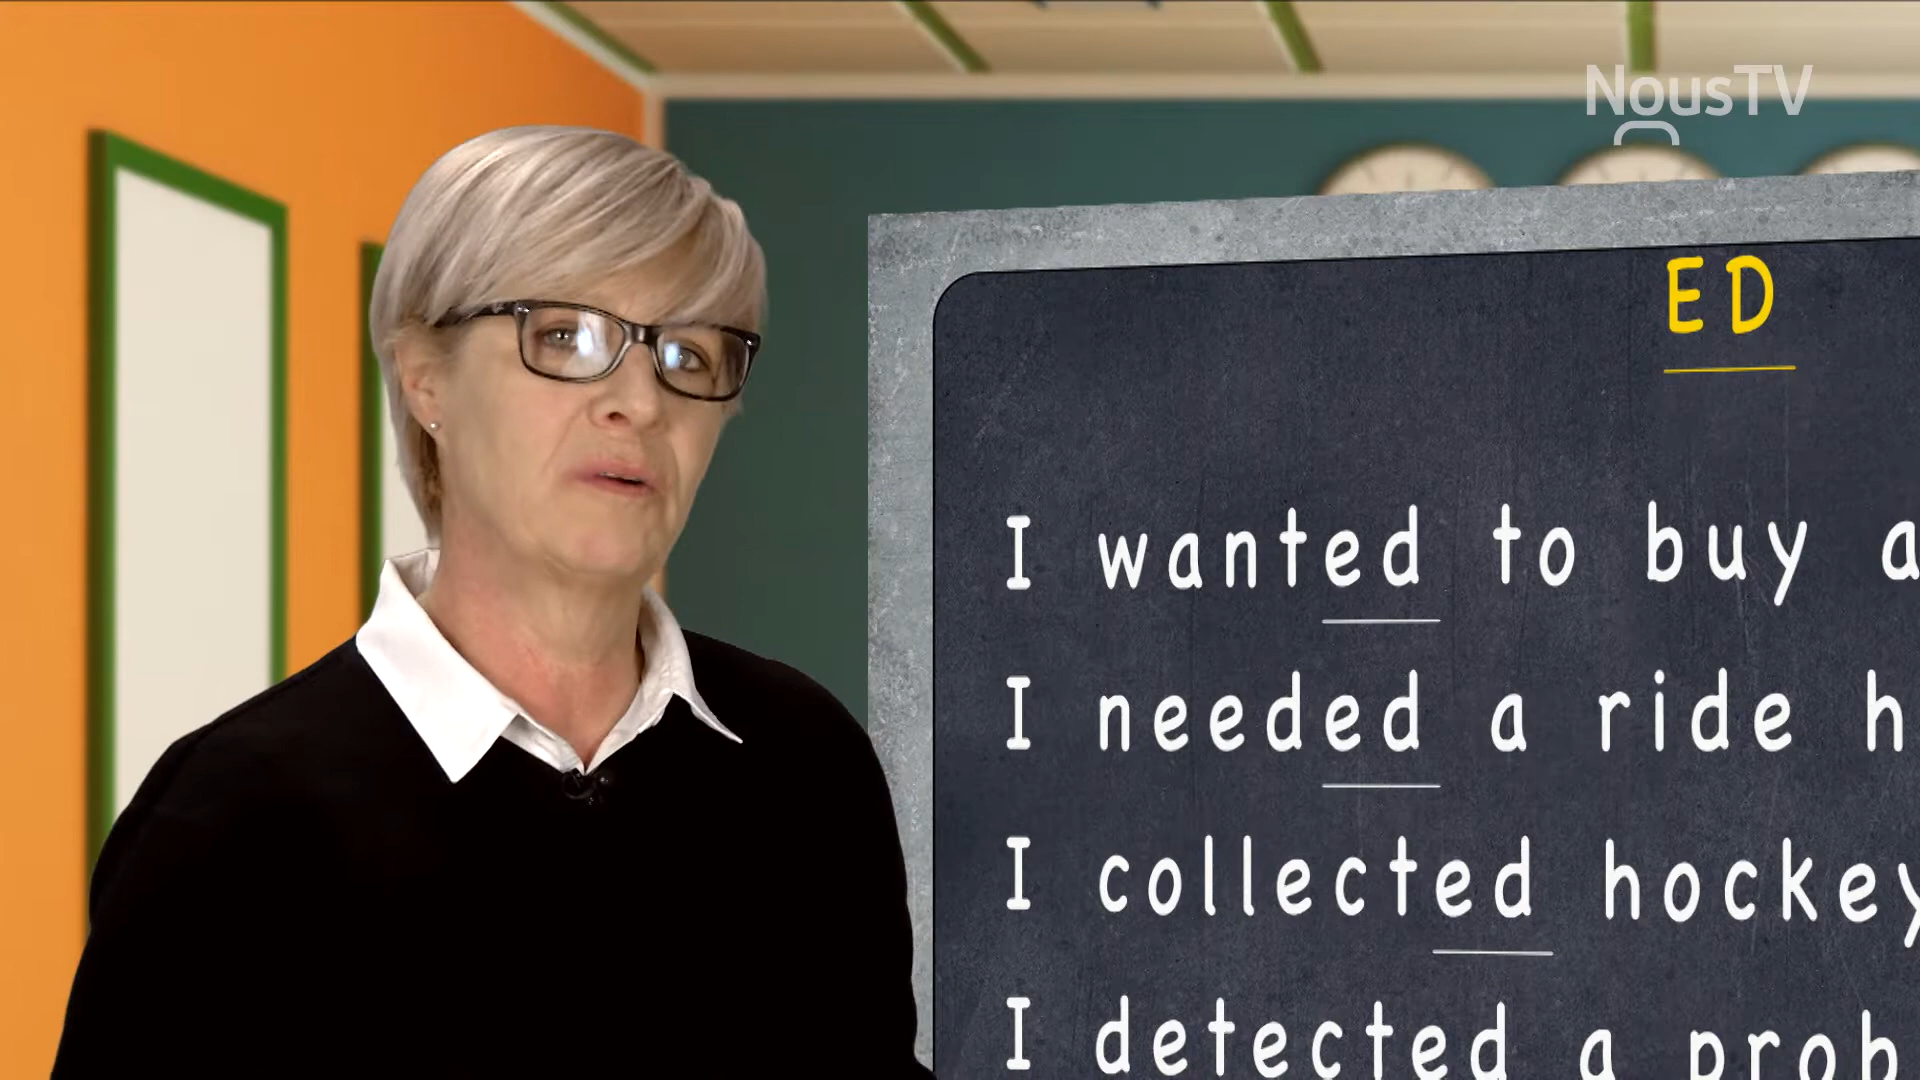 NousTV
ED
I wanted to buy a
I needed a ride h
I collected hockey
I detected a prob